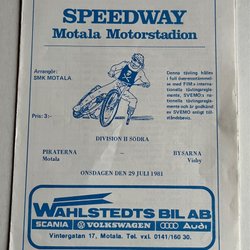 SPEEDWAY
Motala Motorstadion
Arrangör:
SMK MOTALA
Pris: 3:-
Denna tävling hålles
i full överensstämmelse
med FIM:s interna-
tionella tävlingsregle-
mente, SVEMO:s na-
tionella tävlingsregle-
mente och är godkänd
av SVEMO enligt till-
ståndsbevis.
DIVISION II SÖDRA
PIRATERNA – BYSARNA
Motala Visby
ONSDAGEN DEN 29 JULI 1981
WAHLSTEDTS BIL AB
SCANIA VOLKSWAGEN Audi
Vintergatan 17, Motala. Tel. vxl. 0141/160 30.